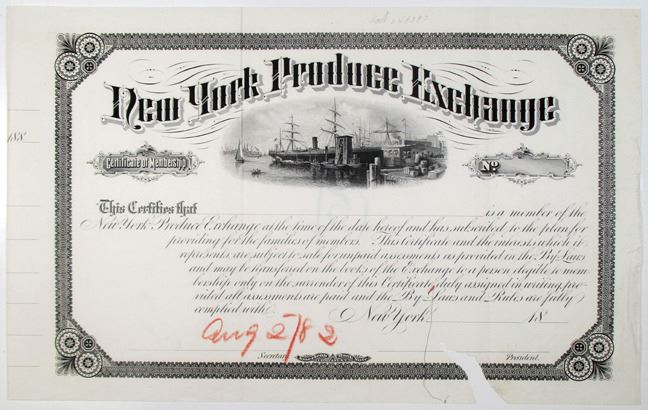 188
New York Produce Exchange
Certificate of Membership
No.
This Certifies that is a member of the
New York Produce Exchange at the time of the date hereof and has subscribed to the plan for
providing for the families of members. This Certificate and the interest which it
represents are subject to sale for unpaid assessments as provided in the By-Laws
and may be transferred on the books of the Exchange to a person eligible to mem-
bership only on the surrender of this Certificate, duly assigned in writing, pro-
vided all assessments are paid and the By-Laws and Rules are fully
complied with. New York, 18
Aug 2/82
Secretary. President.